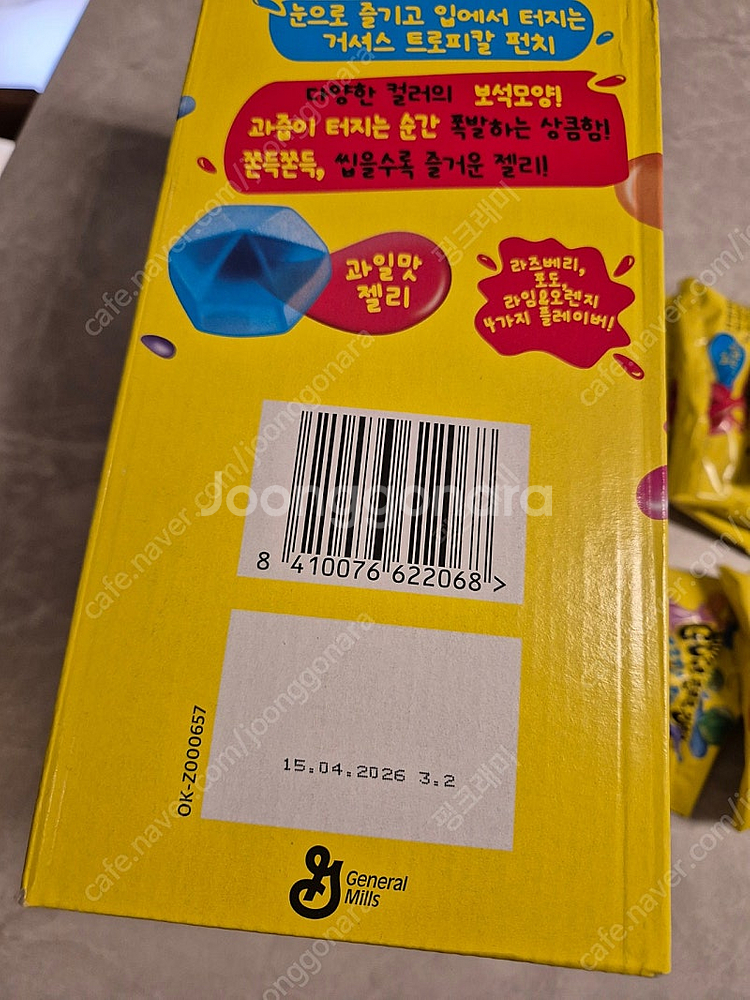 눈으로 즐기고 입에서 터지는
거셔스 트로피칼 펀치
다양한 컬러의 보석모양!
과즙이 터지는 순간 폭발하는 상큼함!
쫀득쫀득, 씹을수록 즐거운 젤리!
과일맛
젤리
라즈베리,
포도,
라임&오렌지
4가지 플레이버!
8 410076 622068 >
OK-Z000657
15.04.2026 3.2
General
Mills
Joonggonara
cafe.naver.com/joonggonara
핑크레미